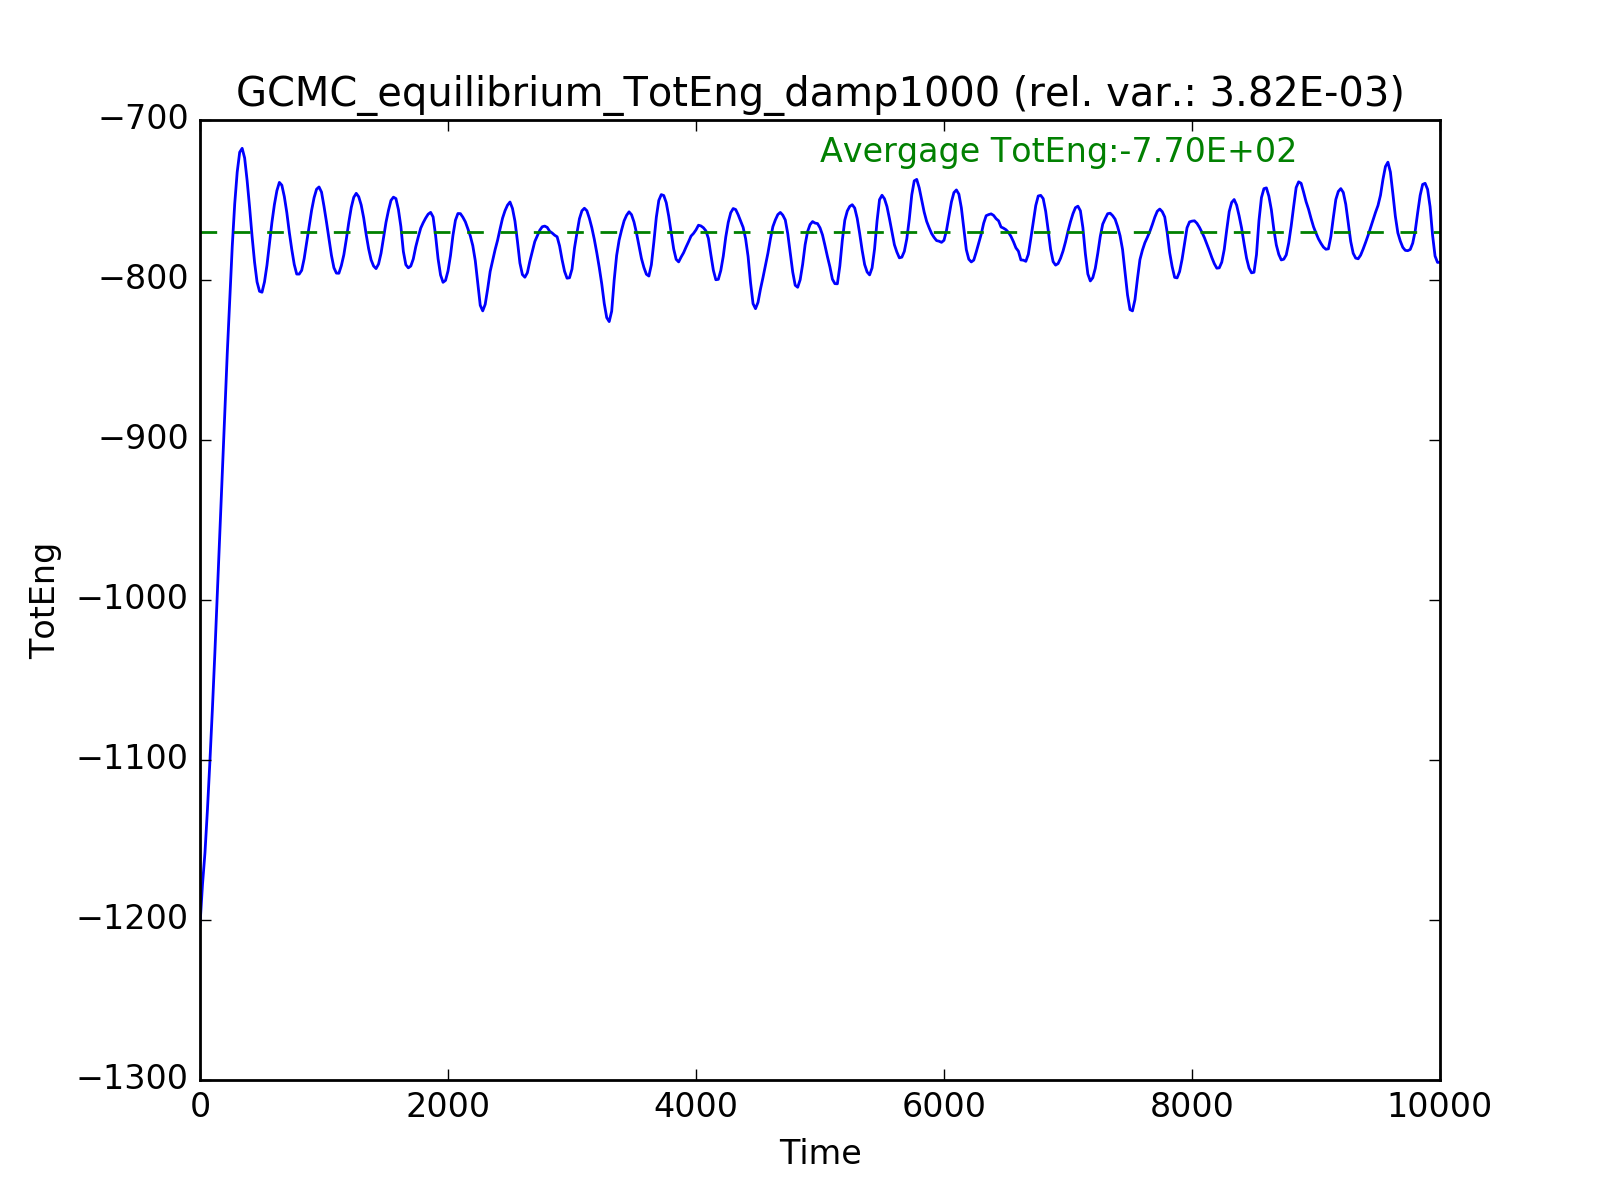 GCMC_equilibrium_TotEng_damp1000 (rel. var.: 3.82E-03)
Avergage TotEng:-7.70E+02
−700
−800
−900
−1000
−1100
−1200
−1300
TotEng
0 2000 4000 6000 8000 10000
Time